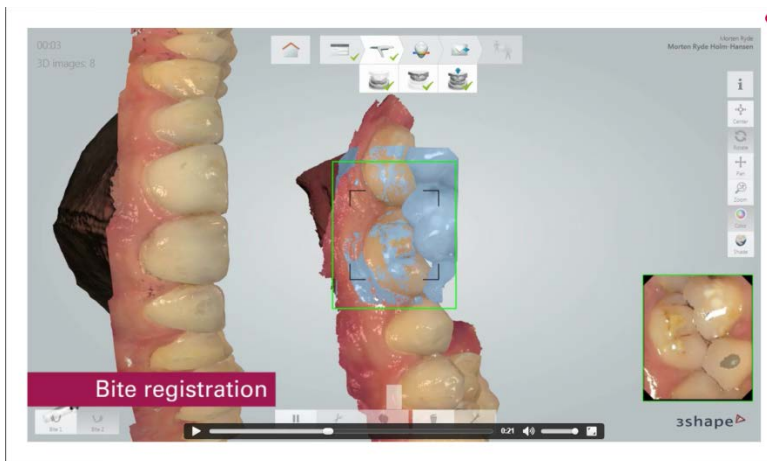 00:03
3D images: 8
Morten Ryde
Morten Ryde Holm-Hansen
i
Center
Rotate
Pan
Zoom
Color
Shade
Bite registration
Bite 1
Bite 2
0:21
3shape